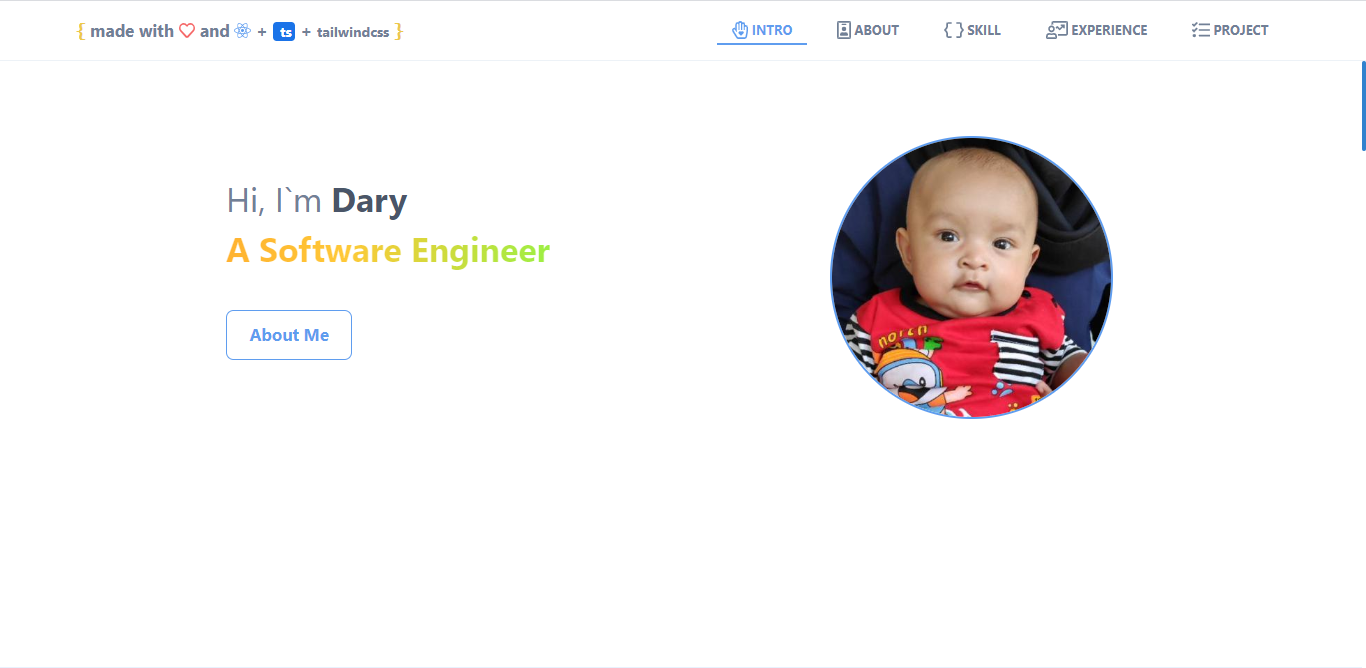 { made with and + ts + tailwindcss }
INTRO ABOUT { } SKILL EXPERIENCE PROJECT
Hi, I`m Dary
A Software Engineer
About Me